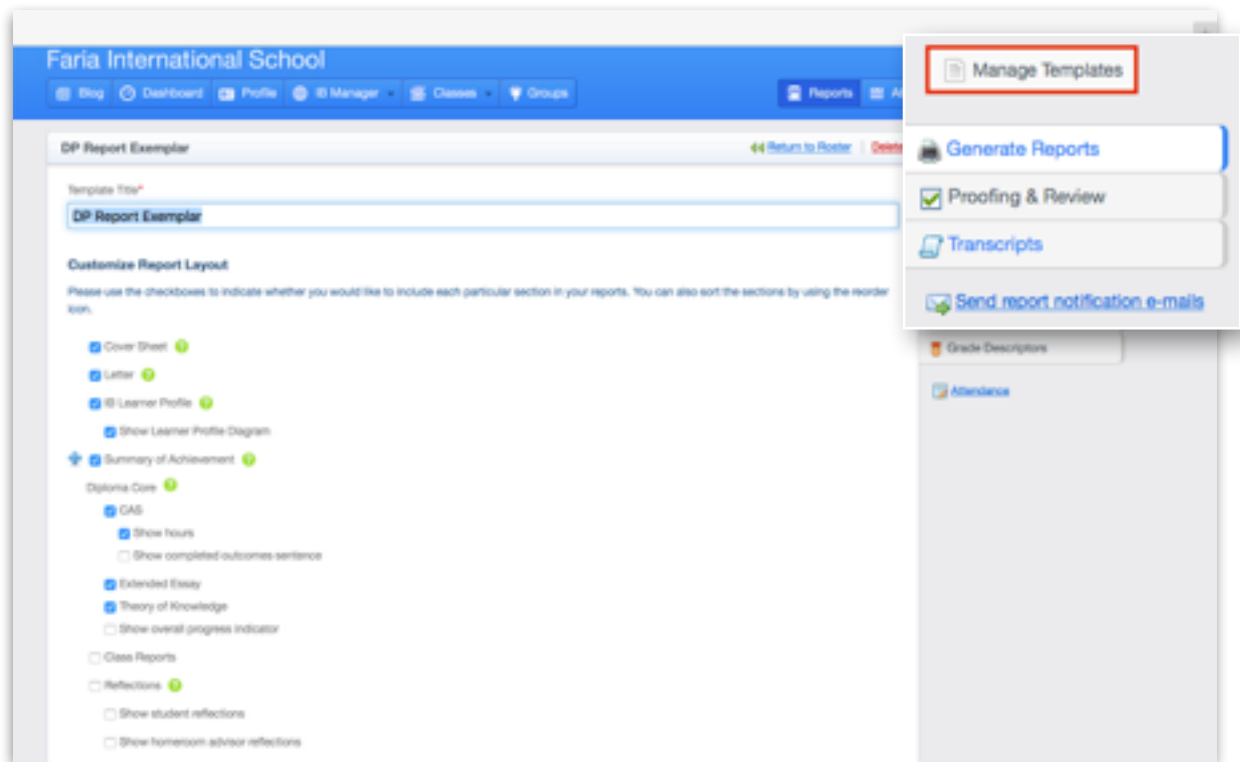 Faria International School
Blog Dashboard Profile IB Manager Classes Groups Reports
Manage Templates
Generate Reports
Proofing & Review
Transcripts
Send report notification e-mails
Grade Descriptors
Attendance
DP Report Exemplar Return to Roster Delete
Template Title*
DP Report Exemplar
Customize Report Layout
Please use the checkboxes to indicate whether you would like to include each particular section in your reports. You can also sort the sections by using the reorder
icon.
Cover Sheet ?
Letter ?
IB Learner Profile ?
Show Learner Profile Diagram
Summary of Achievement ?
Diploma Core ?
CAS
Show hours
Show completed outcomes sentence
Extended Essay
Theory of Knowledge
Show overall progress indicator
Class Reports
Reflections ?
Show student reflections
Show homeroom advisor reflections